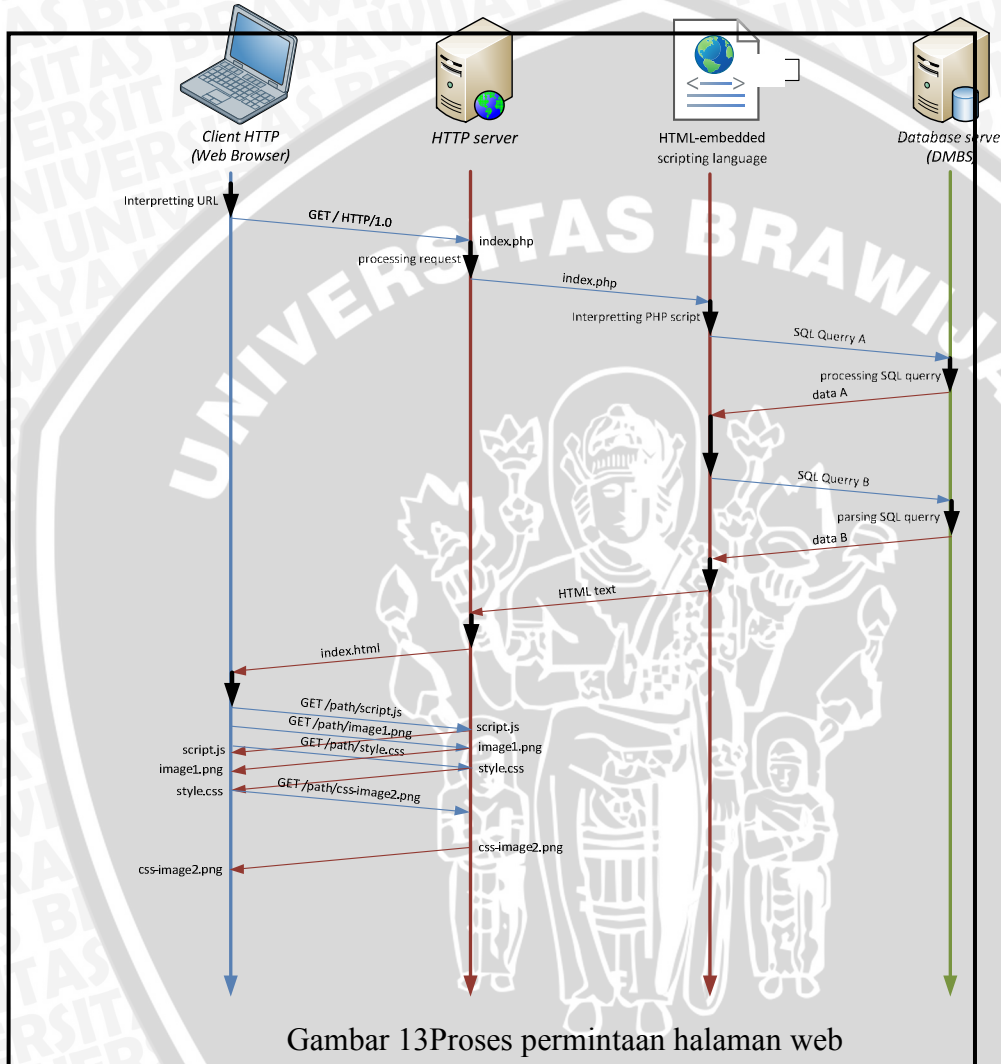 Client HTTP
(Web Browser)
HTTP server
HTML-embedded
scripting language
Database server
(DMBS)
Interpretting URL
GET / HTTP/1.0
index.php
processing request
index.php
Interpretting PHP script
SQL Querry A
processing SQL querry
data A
SQL Querry B
parsing SQL querry
data B
HTML text
index.html
GET /path/script.js
script.js
GET /path/image1.png
script.js
image1.png
GET /path/style.css
image1.png
style.css
style.css
GET /path/css-image2.png
css-image2.png
css-image2.png
UNIVERSITAS BRAWIJA
Gambar 13Proses permintaan halaman web